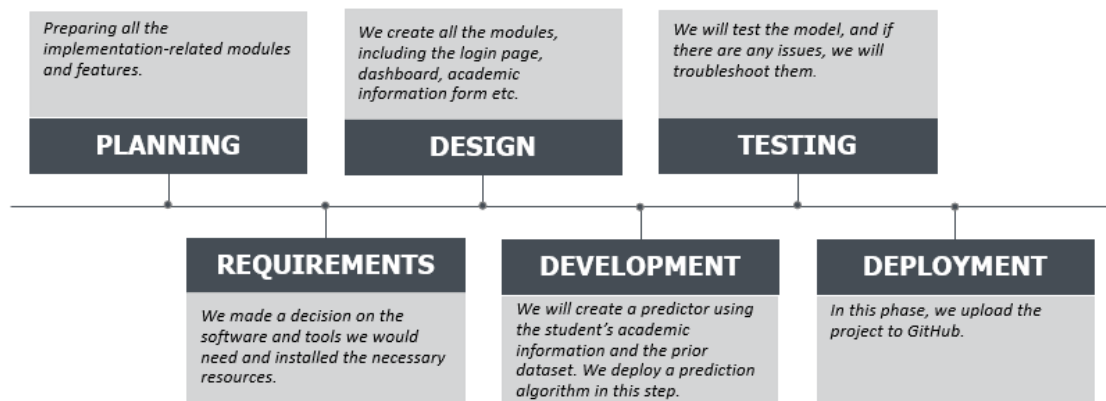 Preparing all the
implementation-related modules
and features.
PLANNING
We create all the modules,
including the login page,
dashboard, academic
information form etc.
DESIGN
We will test the model, and if
there are any issues, we will
troubleshoot them.
TESTING
REQUIREMENTS
We made a decision on the
software and tools we would
need and installed the necessary
resources.
DEVELOPMENT
We will create a predictor using
the student's academic
information and the prior
dataset. We deploy a prediction
algorithm in this step.
DEPLOYMENT
In this phase, we upload the
project to GitHub.